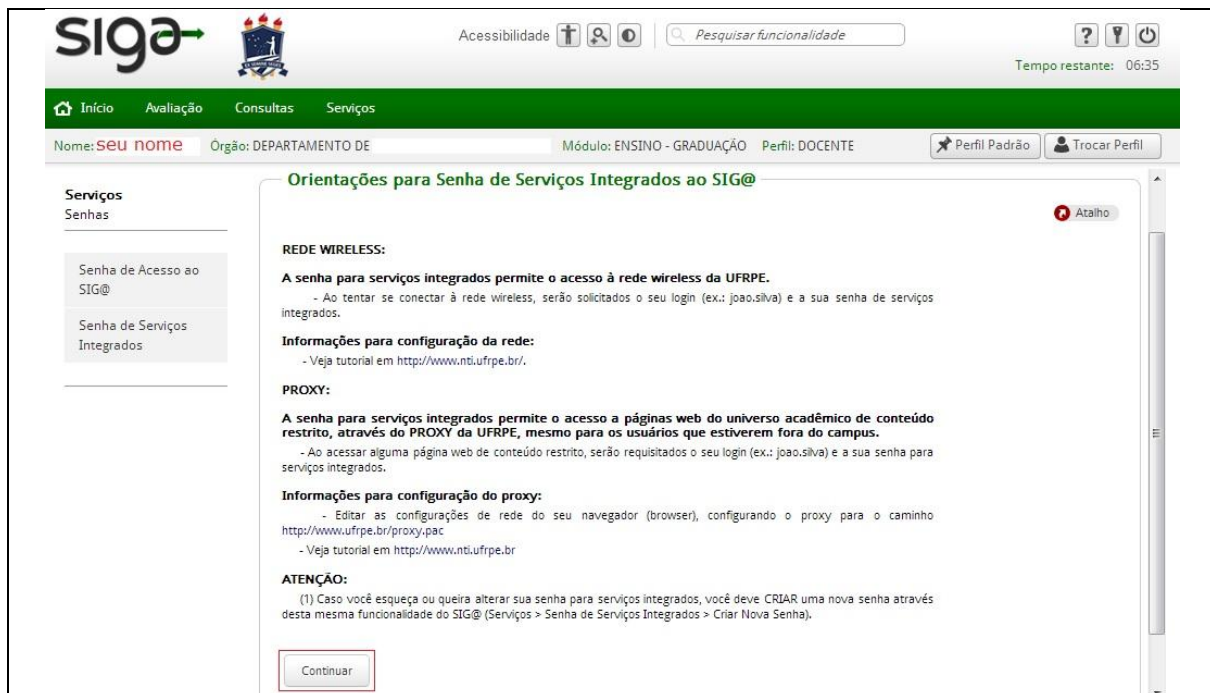 SIG@
Acessibilidade Pesquisar funcionalidade
Tempo restante: 06:35
Início Avaliação Consultas Serviços
Nome: seu nome Órgão: DEPARTAMENTO DE Módulo: ENSINO - GRADUAÇÃO Perfil: DOCENTE Perfil Padrão Trocar Perfil
Serviços
Senhas
Senha de Acesso ao
SIG@
Senha de Serviços
Integrados
Orientações para Senha de Serviços Integrados ao SIG@
Atalho
REDE WIRELESS:
A senha para serviços integrados permite o acesso à rede wireless da UFRPE.
- Ao tentar se conectar à rede wireless, serão solicitados o seu login (ex.: joao.silva) e a sua senha de serviços
integrados.
Informações para configuração da rede:
- Veja tutorial em http://www.nti.ufrpe.br/.
PROXY:
A senha para serviços integrados permite o acesso a páginas web do universo acadêmico de conteúdo
restrito, através do PROXY da UFRPE, mesmo para os usuários que estiverem fora do campus.
- Ao acessar alguma página web de conteúdo restrito, serão requisitados o seu login (ex.: joao.silva) e a sua senha para
serviços integrados.
Informações para configuração do proxy:
- Editar as configurações de rede do seu navegador (browser), configurando o proxy para o caminho
http://www.ufrpe.br/proxy.pac
- Veja tutorial em http://www.nti.ufrpe.br
ATENÇÃO:
(1) Caso você esqueça ou queira alterar sua senha para serviços integrados, você deve CRIAR uma nova senha através
desta mesma funcionalidade do SIG@ (Serviços > Senha de Serviços Integrados > Criar Nova Senha).
Continuar